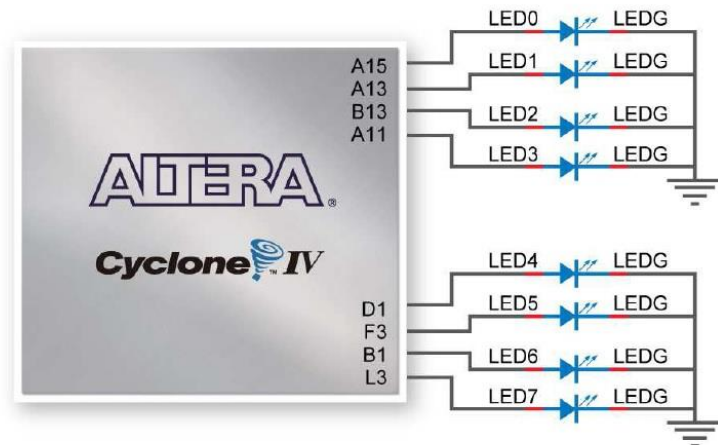 LED0 LEDG
A15
LED1 LEDG
A13
B13
LED2 LEDG
A11
LED3 LEDG
ALTERA®
Cyclone™ IV
LED4 LEDG
D1
LED5 LEDG
F3
B1
LED6 LEDG
L3
LED7 LEDG